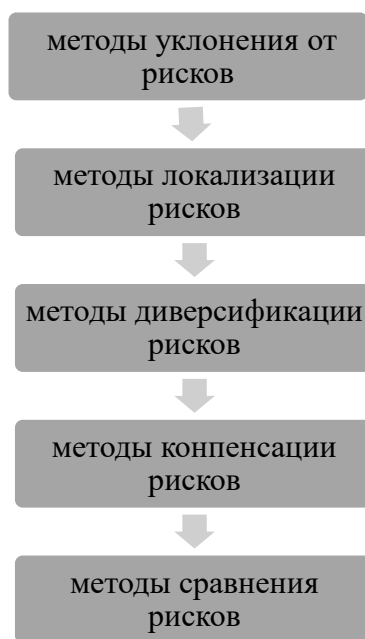 методы уклонения от
рисков
методы локализации
рисков
методы диверсификации
рисков
методы конпенсации
рисков
методы сравнения
рисков